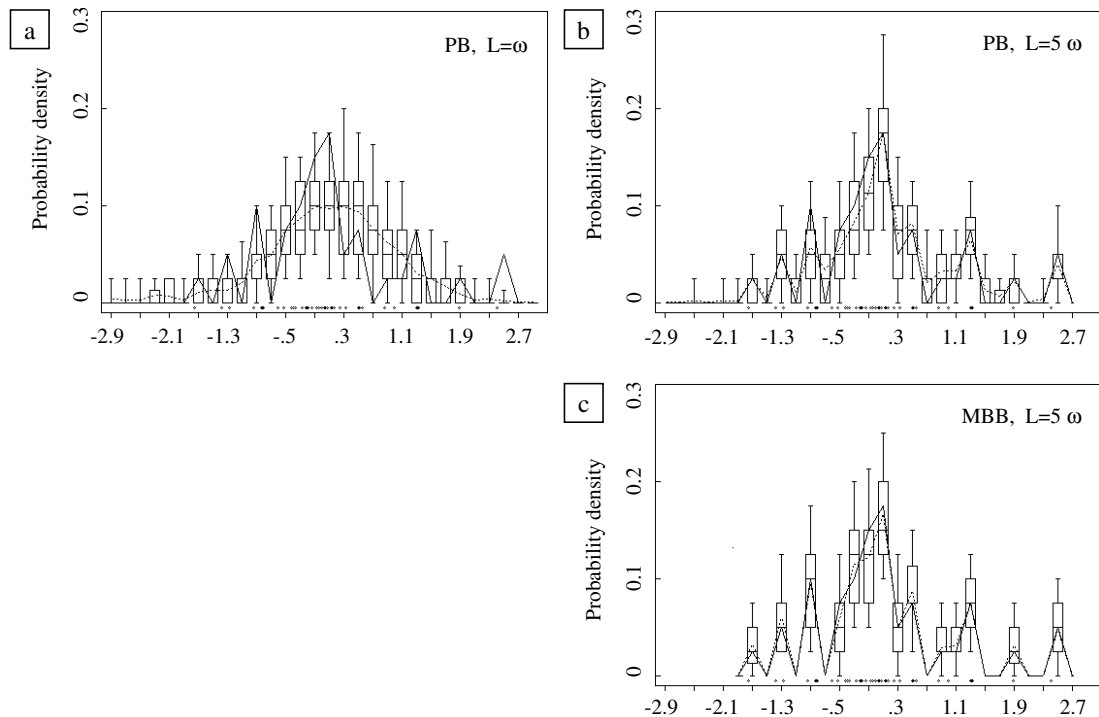 a
PB, L=ω
Probability density
0.3
0.2
0.1
0
-2.9 -2.1 -1.3 -.5 .3 1.1 1.9 2.7
b
PB, L=5 ω
Probability density
0.3
0.2
0.1
0
-2.9 -2.1 -1.3 -.5 .3 1.1 1.9 2.7
c
MBB, L=5 ω
Probability density
0.3
0.2
0.1
0
-2.9 -2.1 -1.3 -.5 .3 1.1 1.9 2.7